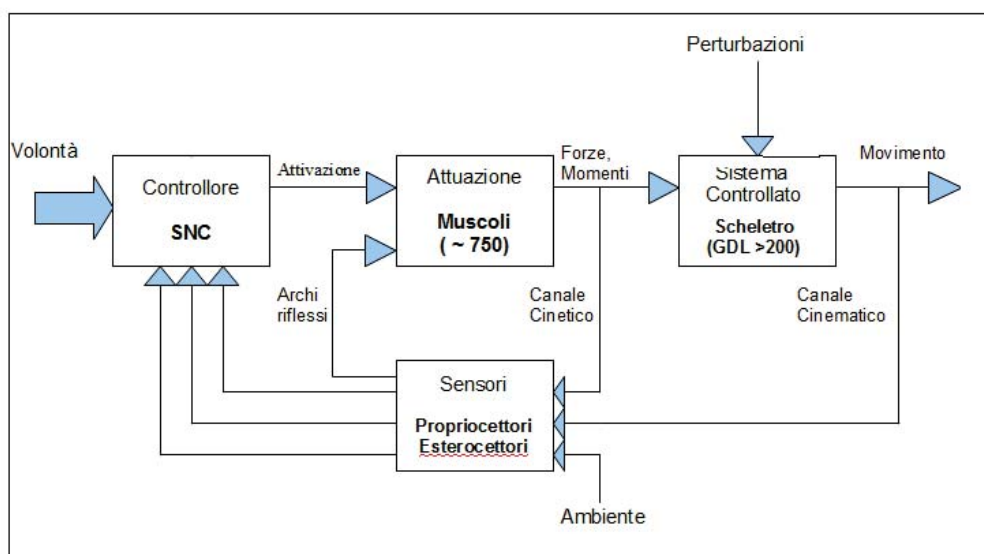 Perturbazioni
Volontà
Controllore
SNC
Attivazione
Attuazione
Muscoli
( ~ 750)
Forze,
Momenti
Sistema
Controllato
Scheletro
(GDL >200)
Movimento
Archi
riflessi
Canale
Cinetico
Canale
Cinematico
Sensori
Propriocettori
Esterocettori
Ambiente